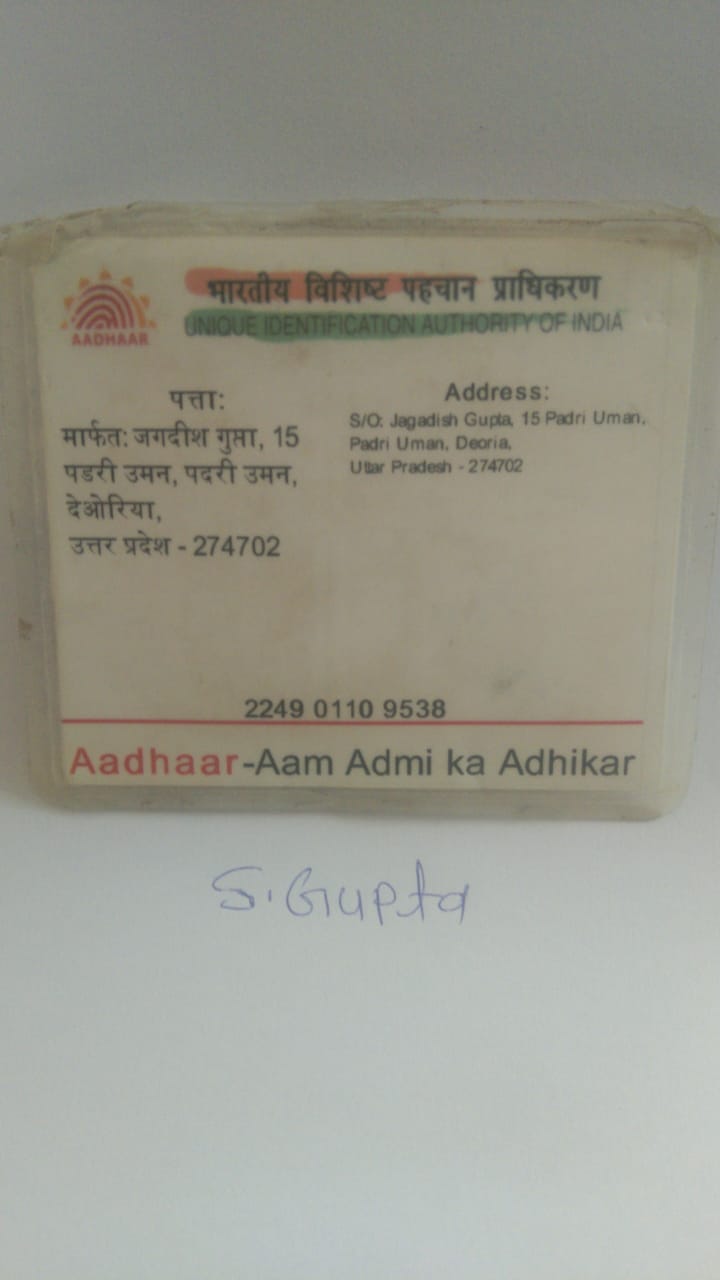 भारतीय विशिष्ट पहचान प्राधिकरण
UNIQUE IDENTIFICATION AUTHORITY OF INDIA
AADHAAR
पत्ता:
मार्फत: जगदीश गुप्ता, 15
पडरी उमन, पदरी उमन,
देओरिया,
उत्तर प्रदेश - 274702
Address:
S/O: Jagadish Gupta, 15 Padri Uman,
Padri Uman, Deoria,
Uttar Pradesh - 274702
2249 0110 9538
Aadhaar-Aam Admi ka Adhikar
S. Gupta